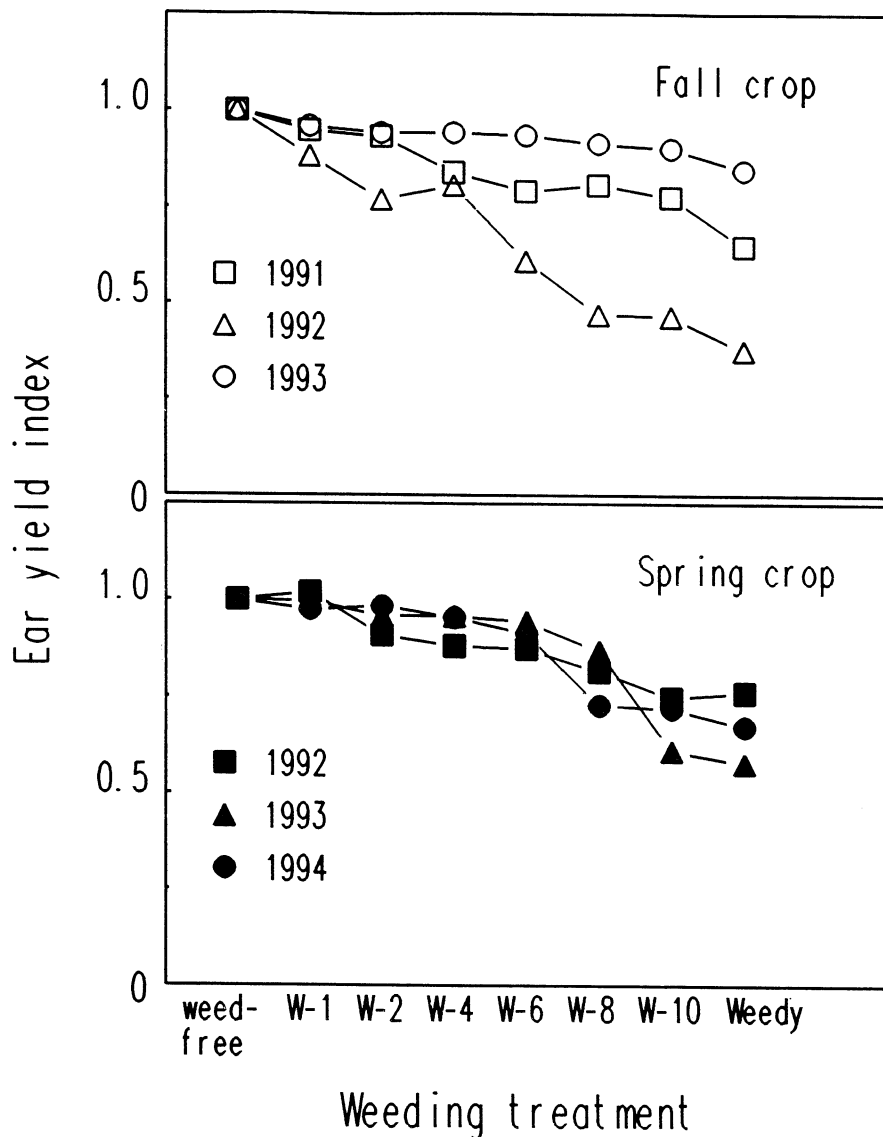 Fall crop
1.0
0.5
0
1991
1992
1993
Ear yield index
Spring crop
1.0
0.5
0
1992
1993
1994
weed-free
W-1
W-2
W-4
W-6
W-8
W-10
Weedy
Weeding treatment